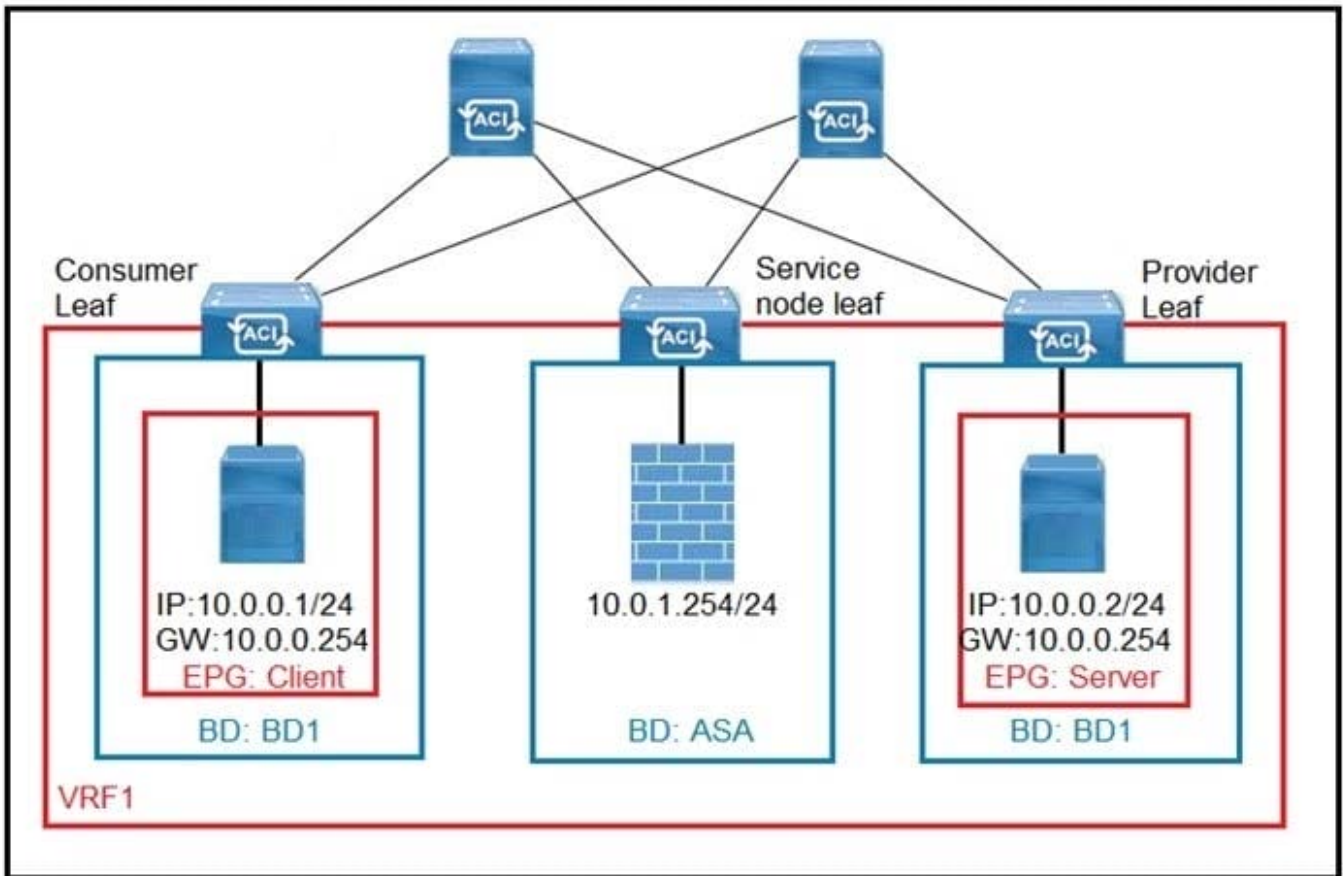 ACI
ACI
Consumer
Leaf
Service
node leaf
Provider
Leaf
ACI
ACI
ACI
IP:10.0.0.1/24
GW:10.0.0.254
EPG: Client
BD: BD1
10.0.1.254/24
BD: ASA
IP:10.0.0.2/24
GW:10.0.0.254
EPG: Server
BD: BD1
VRF1